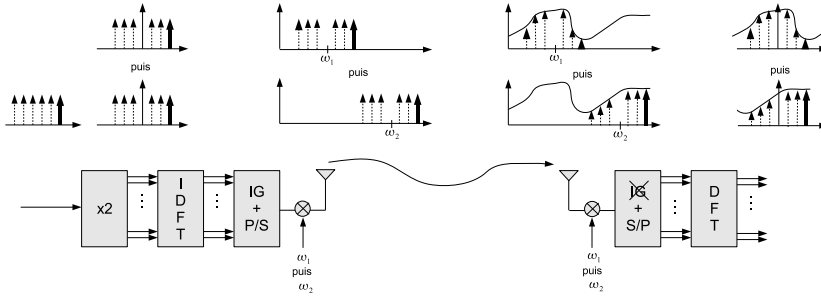 ω1
ω1
puis
puis
puis
puis
ω2
ω2
x2
I
D
F
T
IG
+
P/S
IG
+
S/P
D
F
T
ω1
puis
ω2
ω1
puis
ω2